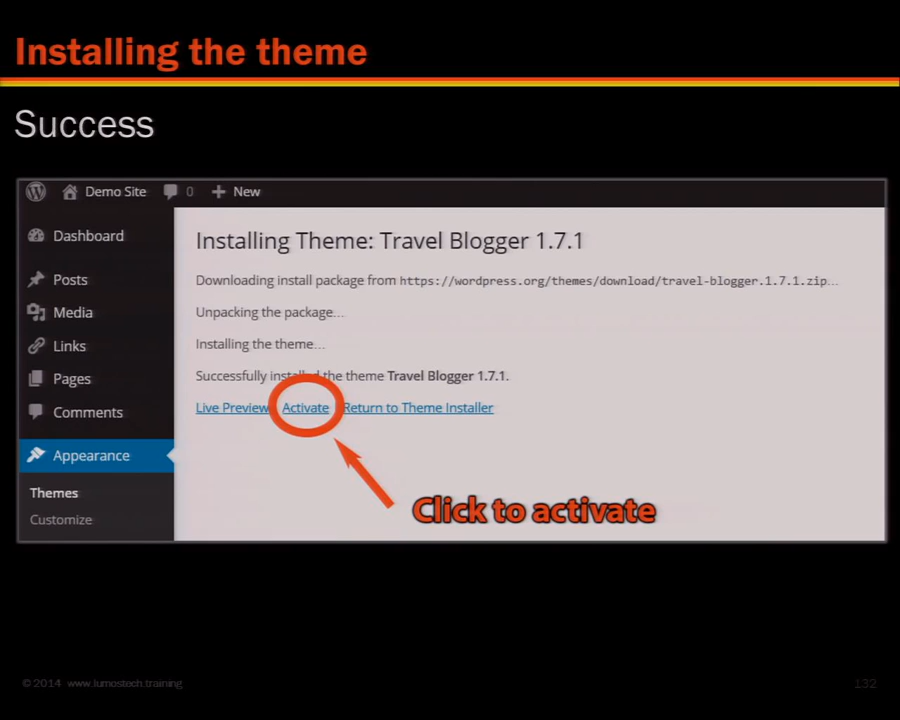 Installing the theme
Success
Demo Site 0 New
Dashboard
Posts
Media
Links
Pages
Comments
Appearance
Themes
Customize
Installing Theme: Travel Blogger 1.7.1
Downloading install package from https://wordpress.org/themes/download/travel-blogger.1.7.1.zip…
Unpacking the package…
Installing the theme…
Successfully installed the theme Travel Blogger 1.7.1.
Live Preview Activate Return to Theme Installer
Click to activate
© 2014 www.lumostech.training 132